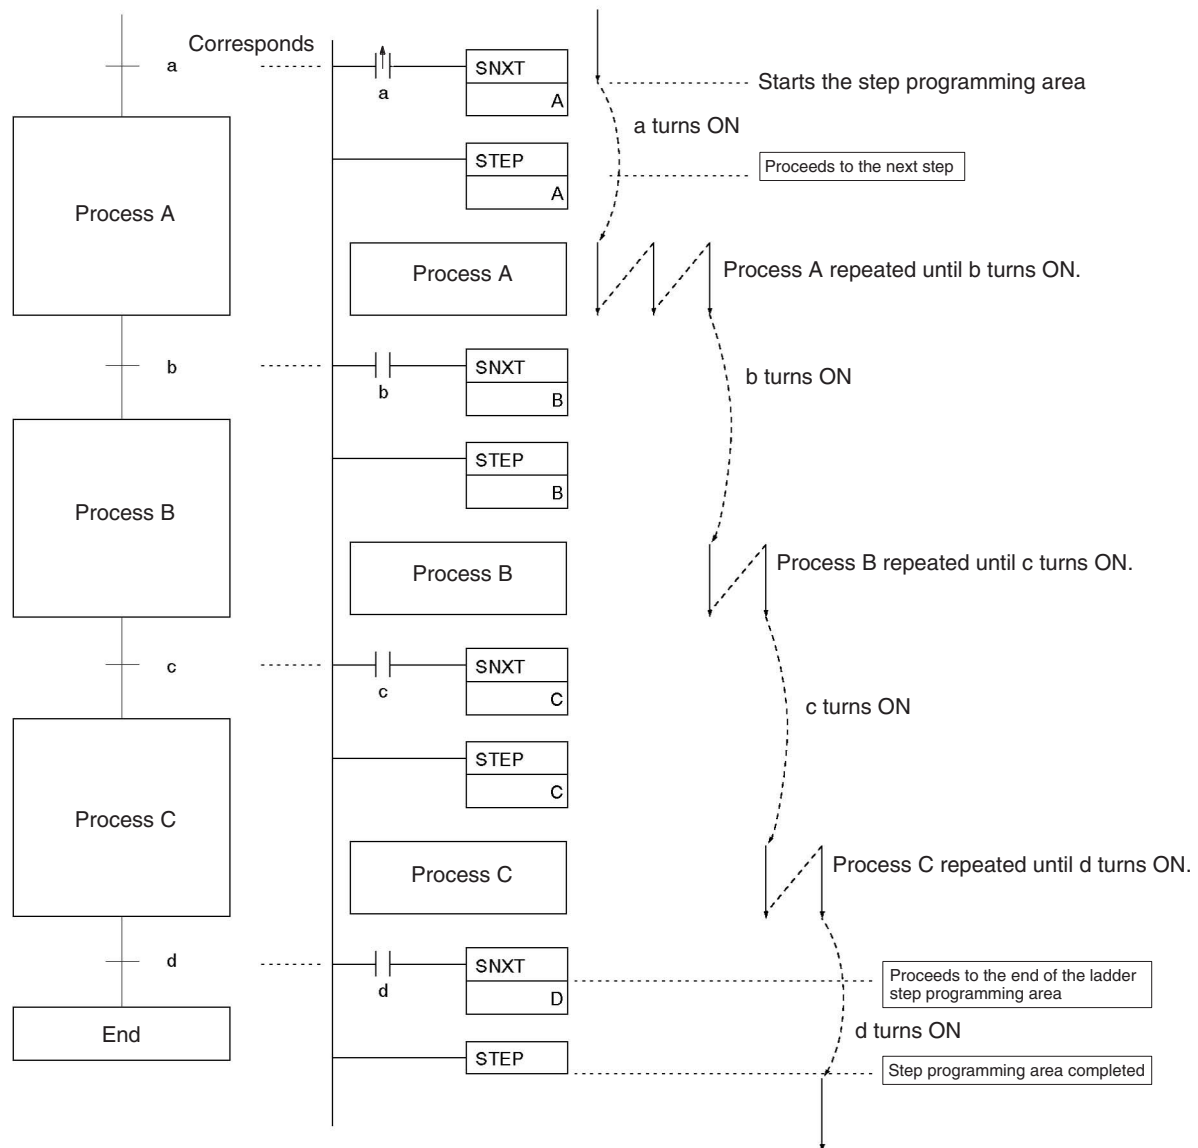 Corresponds
a
a
SNXT
A
Starts the step programming area
a turns ON
STEP
A
Proceeds to the next step
Process A
Process A
Process A repeated until b turns ON.
b
b
SNXT
B
b turns ON
STEP
B
Process B
Process B
Process B repeated until c turns ON.
c
c
SNXT
C
c turns ON
STEP
C
Process C
Process C
Process C repeated until d turns ON.
d
d
SNXT
D
Proceeds to the end of the ladder
step programming area
d turns ON
End
STEP
Step programming area completed